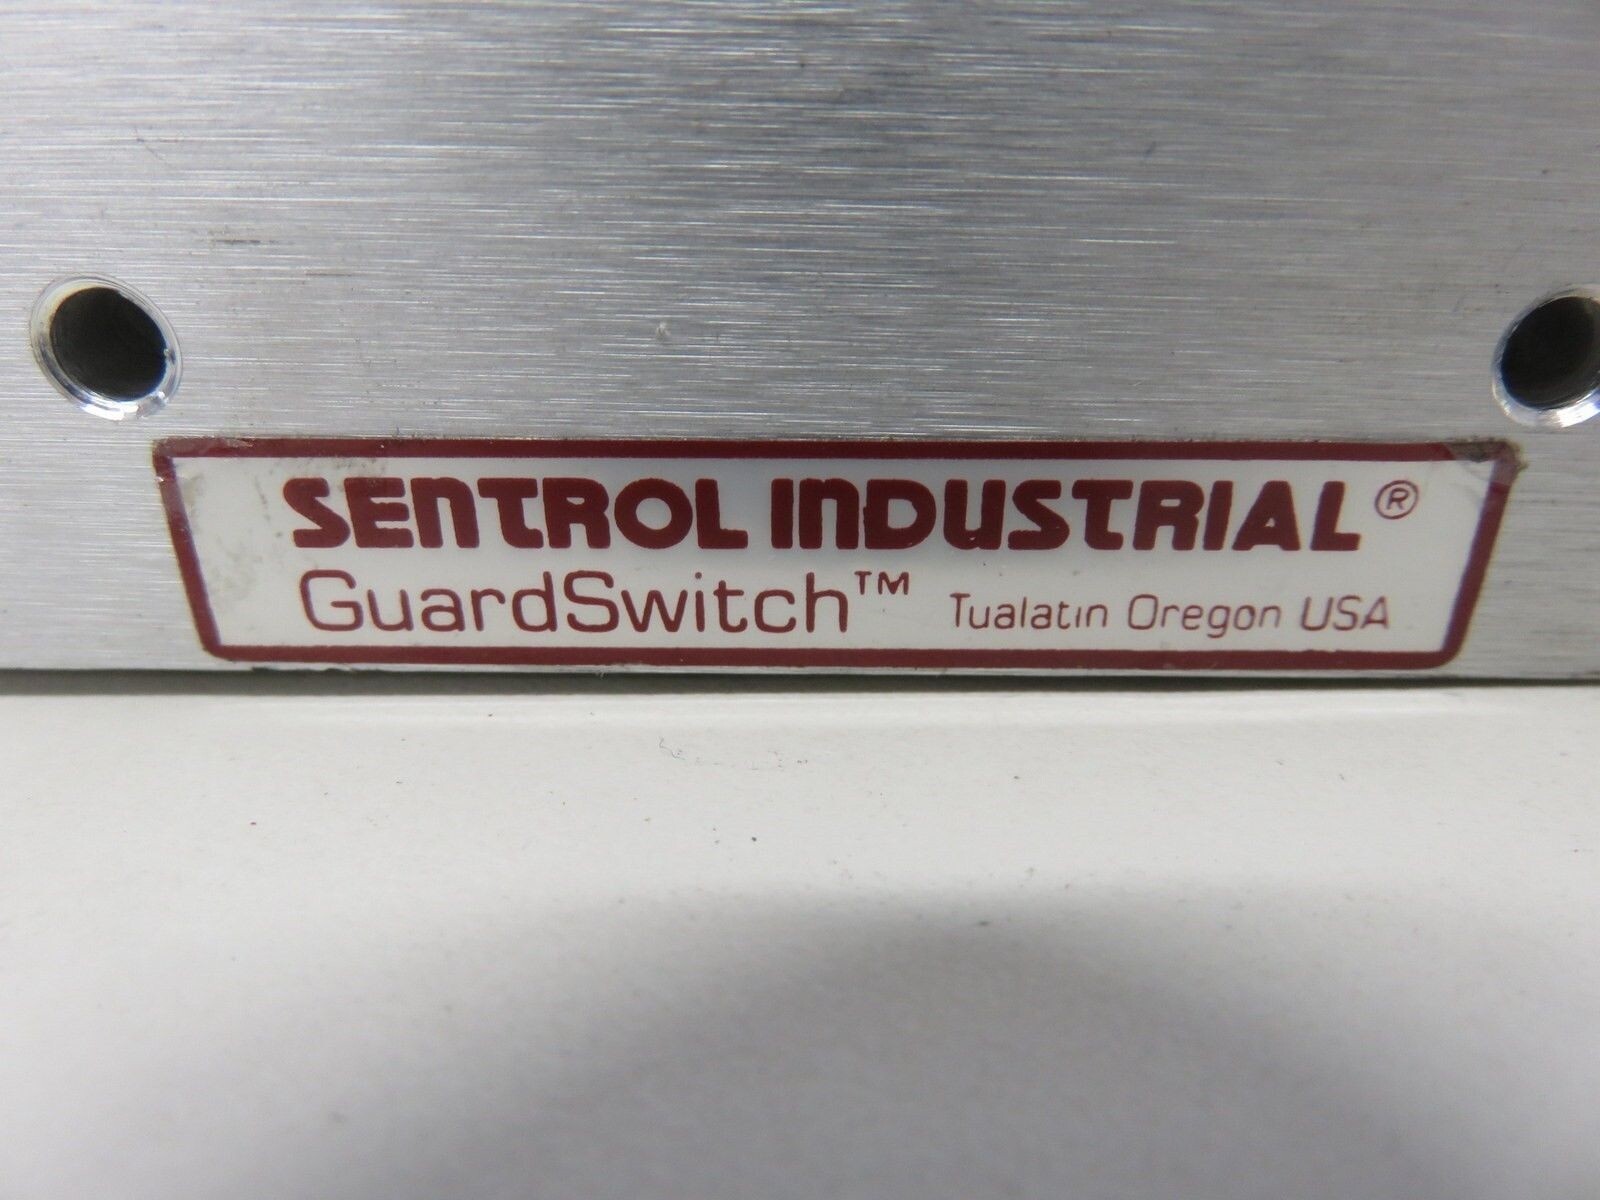 SENTROL INDUSTRIAL ®
GuardSwitch™ Tualatin Oregon USA